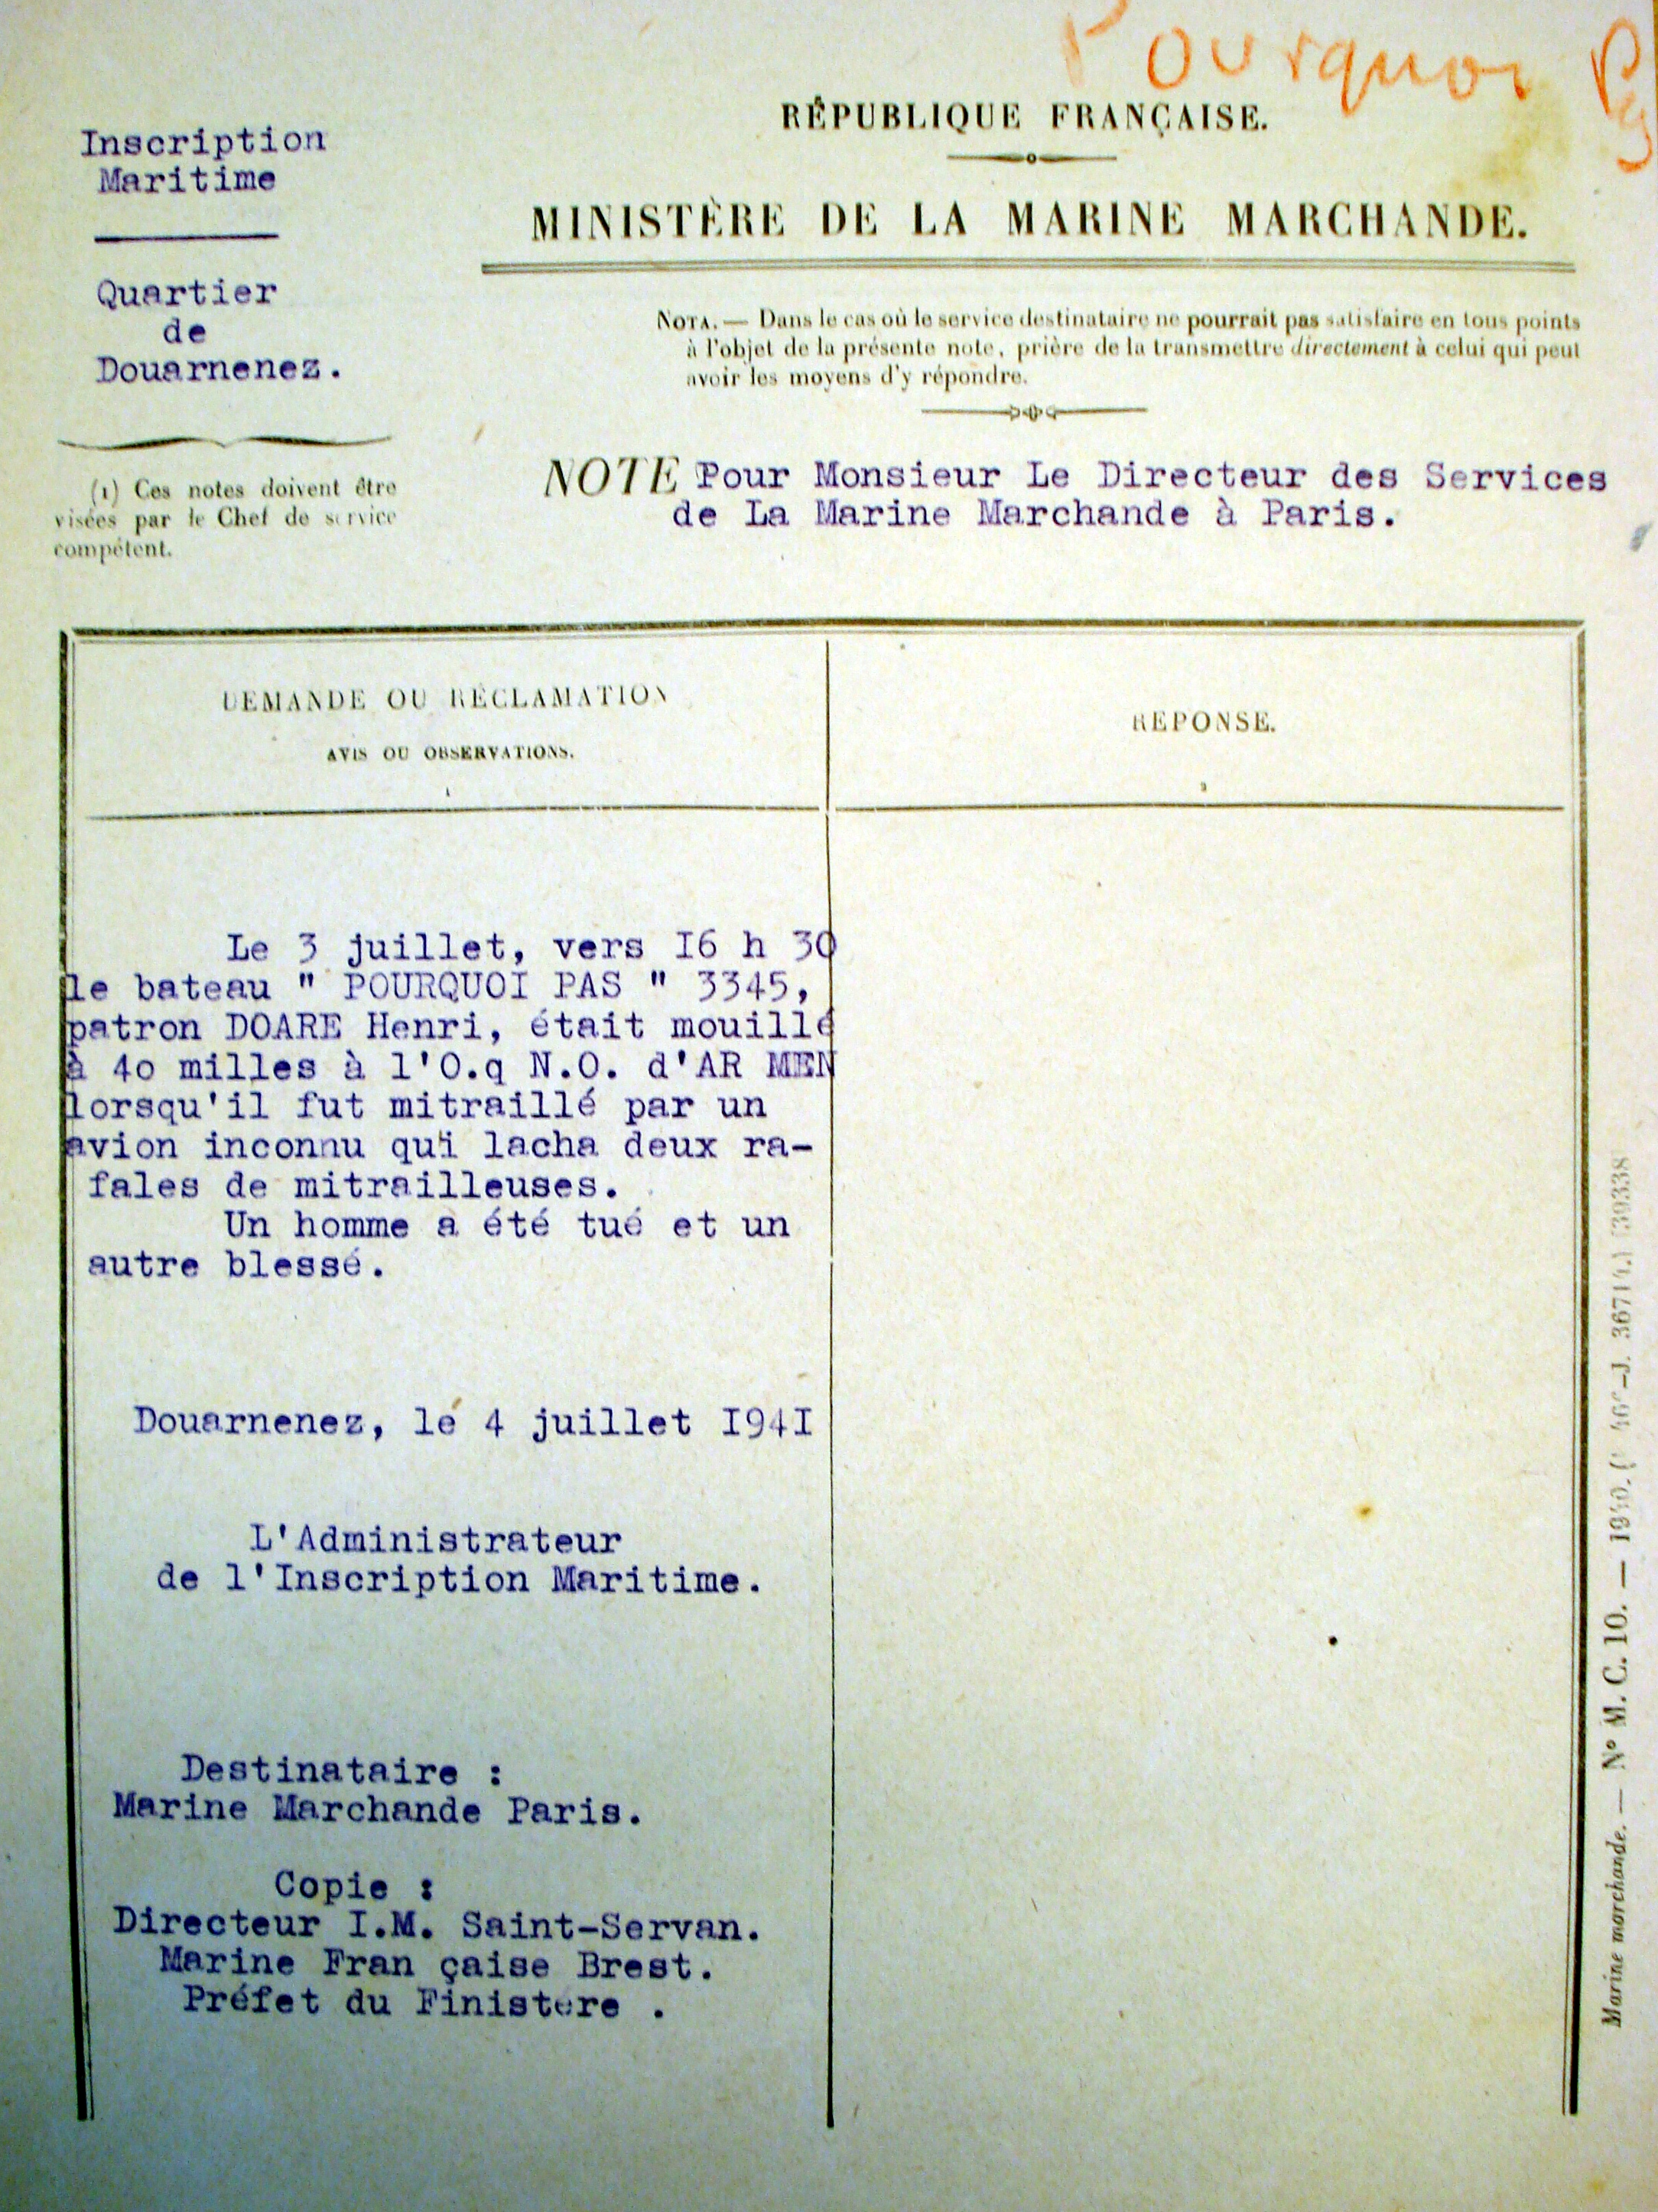 Pourquoi
RÉPUBLIQUE FRANÇAISE.
MINISTÈRE DE LA MARINE MARCHANDE.
Inscription
Maritime
Quartier
de
Douarnenez.
(1) Ces notes doivent être
visées par le Chef de service
compétent.
NOTA. — Dans le cas où le service destinataire ne pourrait pas satisfaire en tous points
à l'objet de la présente note, prière de la transmettre directement à celui qui peut
avoir les moyens d'y répondre.
NOTE Pour Monsieur Le Directeur des Services
de La Marine Marchande à Paris.
DEMANDE OU RÉCLAMATION
AVIS OU OBSERVATIONS.
RÉPONSE.
Le 3 juillet, vers I6 h 30
le bateau " POURQUOI PAS " 3345,
patron DOARE Henri, était mouillé
à 4o milles à l'O.q N.O. d'AR MEN
lorsqu'il fut mitraillé par un
avion inconnu qui lacha deux ra-
fales de mitrailleuses.
Un homme a été tué et un
autre blessé.
Douarnenez, le 4 juillet I94I
L'Administrateur
de l'Inscription Maritime.
Destinataire :
Marine Marchande Paris.
Copie :
Directeur I.M. Saint-Servan.
Marine Fran çaise Brest.
Préfet du Finistère .
Marine marchande. — N° M. C. 10. —